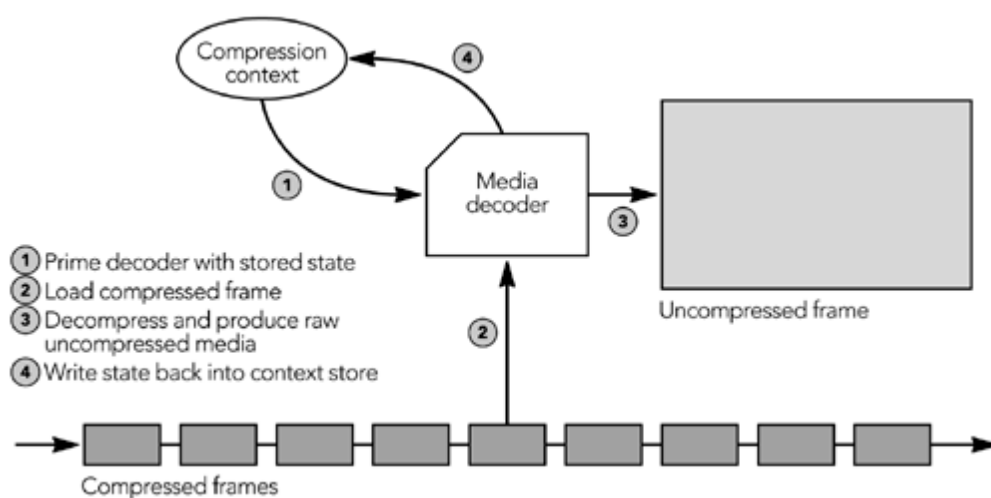 Compression
context
4
1
Media
decoder
3
1 Prime decoder with stored state
2 Load compressed frame
3 Decompress and produce raw
uncompressed media
4 Write state back into context store
Uncompressed frame
2
Compressed frames